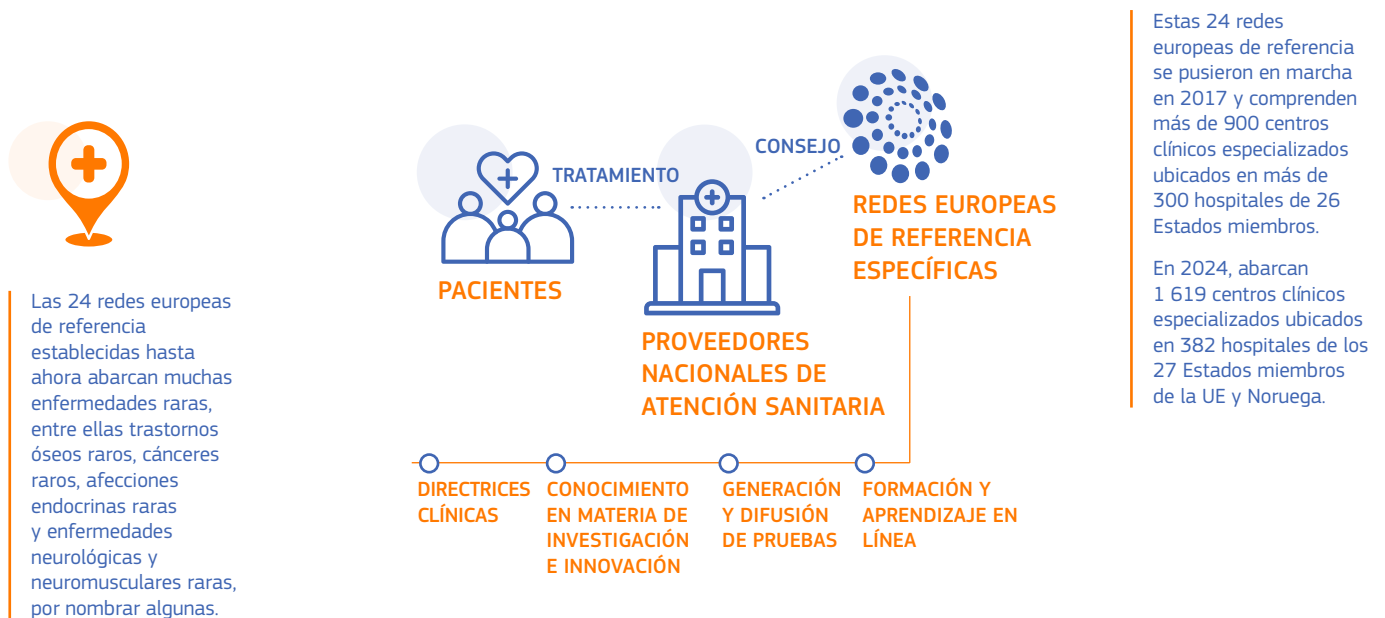 Las 24 redes europeas
de referencia
establecidas hasta
ahora abarcan muchas
enfermedades raras,
entre ellas trastornos
óseos raros, cánceres
raros, afecciones
endocrinas raras
y enfermedades
neurológicas y
neuromusculares raras,
por nombrar algunas.
TRATAMIENTO
CONSEJO
PACIENTES
PROVEEDORES
NACIONALES DE
ATENCIÓN SANITARIA
REDES EUROPEAS
DE REFERENCIA
ESPECÍFICAS
DIRECTRICES
CLÍNICAS
CONOCIMIENTO
EN MATERIA DE
INVESTIGACIÓN
E INNOVACIÓN
GENERACIÓN
Y DIFUSIÓN
DE PRUEBAS
FORMACIÓN Y
APRENDIZAJE EN
LÍNEA
Estas 24 redes
europeas de referencia
se pusieron en marcha
en 2017 y comprenden
más de 900 centros
clínicos especializados
ubicados en más de
300 hospitales de 26
Estados miembros.
En 2024, abarcan
1 619 centros clínicos
especializados ubicados
en 382 hospitales de los
27 Estados miembros
de la UE y Noruega.